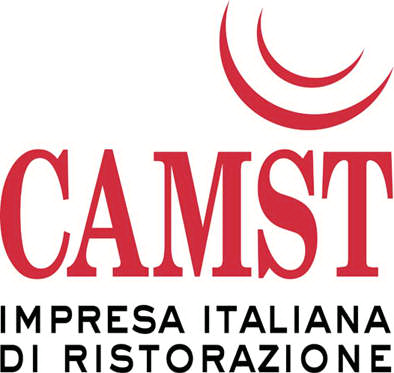 CAMST
IMPRESA ITALIANA
DI RISTORAZIONE